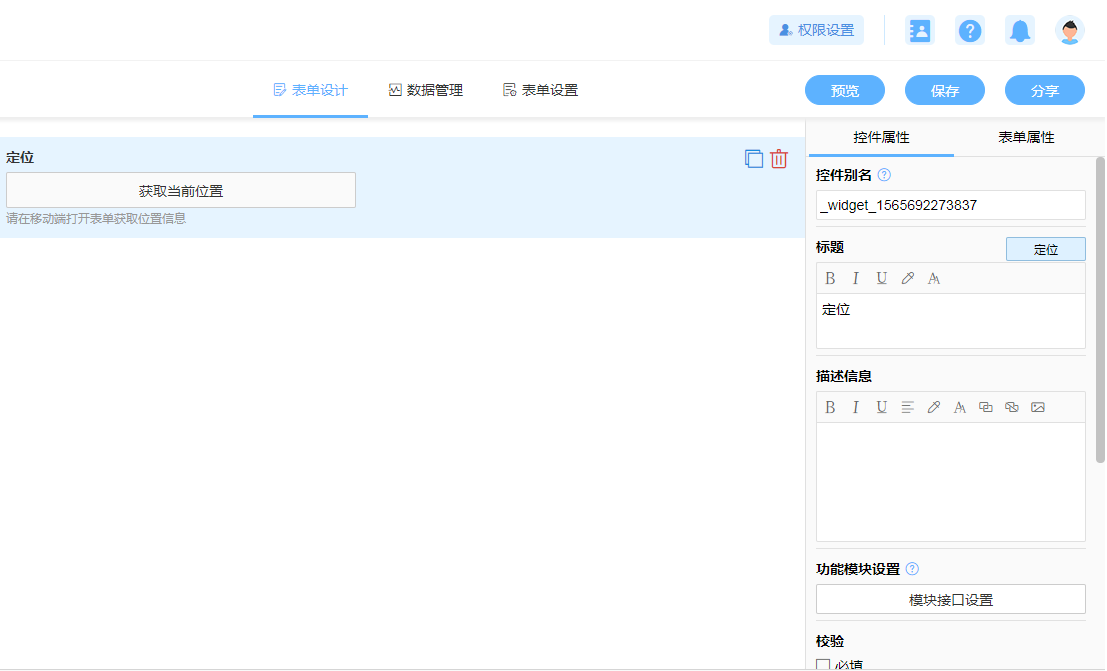 权限设置
表单设计 数据管理 表单设置
预览 保存 分享
定位
获取当前位置
请在移动端打开表单获取位置信息
控件属性 表单属性
控件别名
_widget_1565692273837
标题 定位
定位
描述信息
功能模块设置
模块接口设置
校验
必填